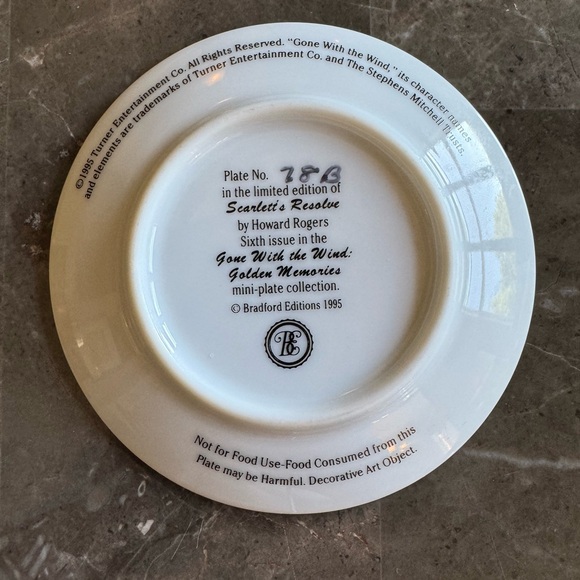 ©1995 Turner Entertainment Co. All Rights Reserved. "Gone With the Wind," its character names
and elements are trademarks of Turner Entertainment Co. and The Stephens Mitchell Trusts.
Plate No. 78B
in the limited edition of
Scarlett's Resolve
by Howard Rogers
Sixth issue in the
Gone With the Wind:
Golden Memories
mini-plate collection.
© Bradford Editions 1995
BE
Not for Food Use-Food Consumed from this
Plate may be Harmful. Decorative Art Object.